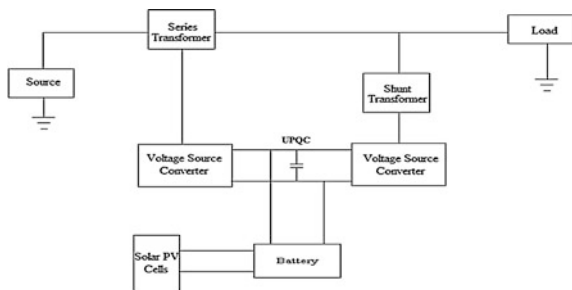 Series
Transformer
Load
Source
Shunt
Transformer
UPQC
Voltage Source
Converter
Voltage Source
Converter
Solar PV
Cells
Battery